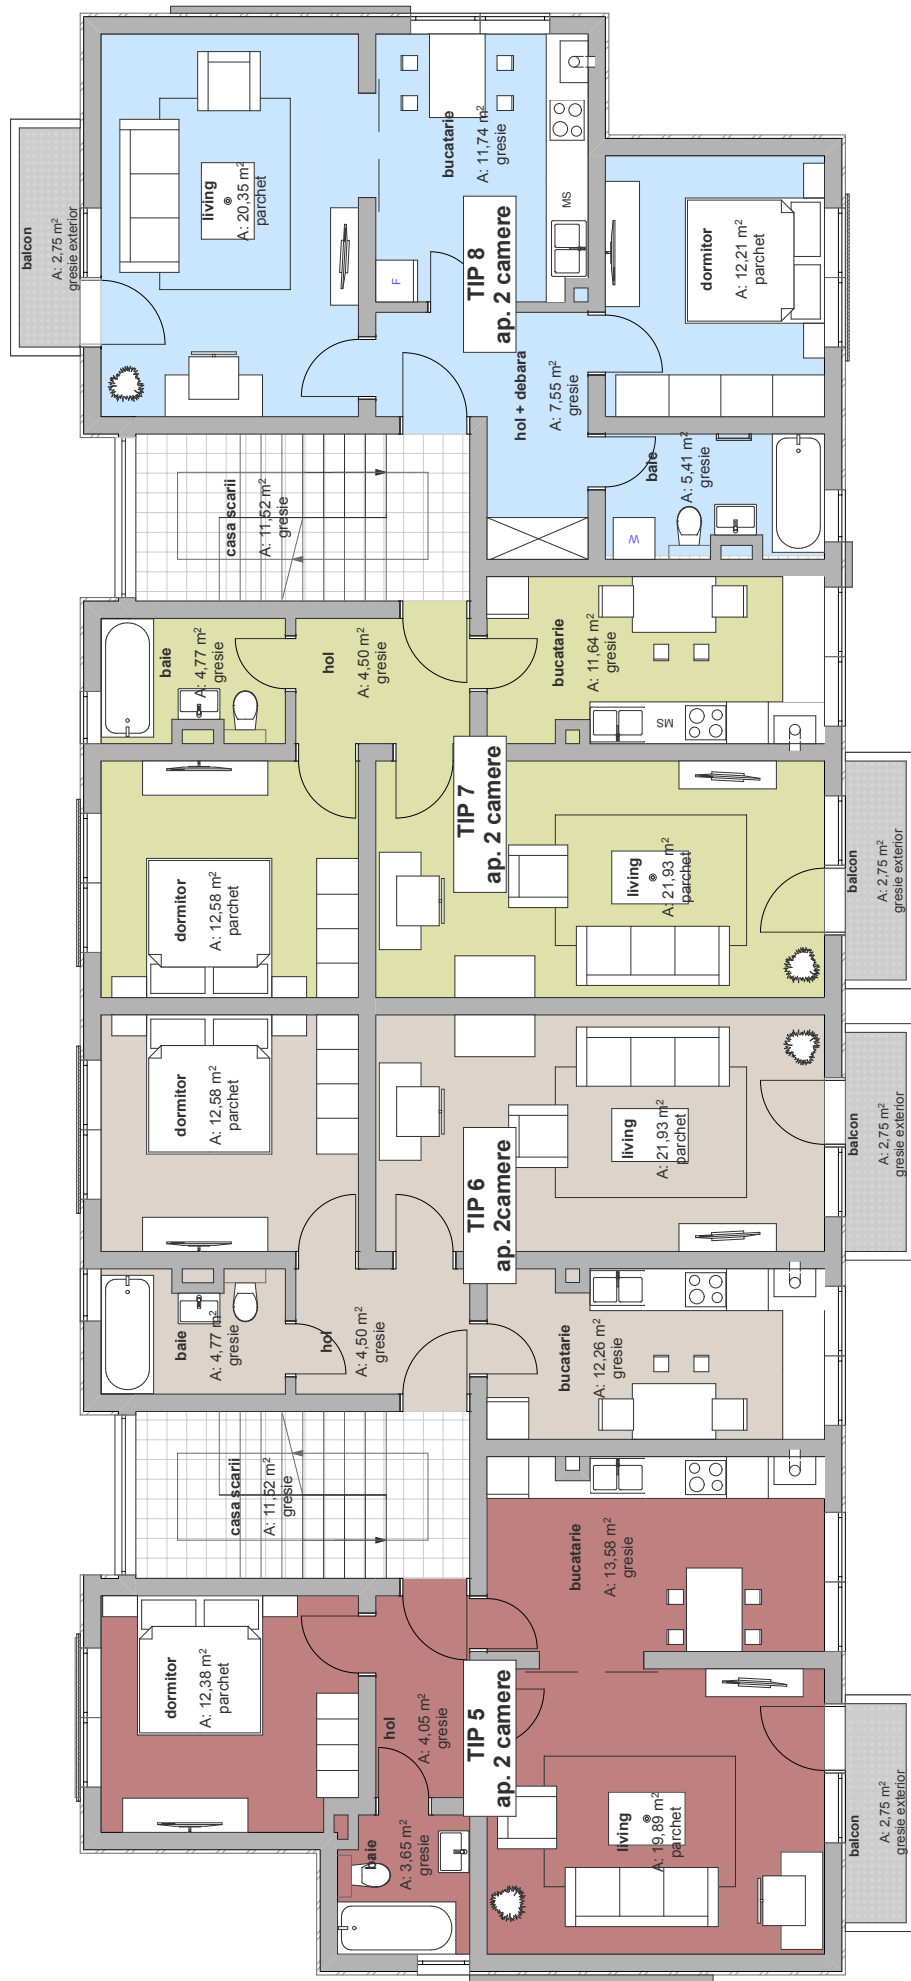 balcon
A: 2,75 m²
gresie exterior
living
A: 20,35 m²
parchet
bucatarie
A: 11,74 m²
gresie
MS
F
TIP 8
ap. 2 camere
dormitor
A: 12,21 m²
parchet
hol + debara
A: 7,55 m²
gresie
baie
A: 5,41 m²
gresie
W
casa scarii
A: 11,52 m²
gresie
baie
A: 4,77 m²
gresie
hol
A: 4,50 m²
gresie
bucatarie
A: 11,64 m²
gresie
MS
TIP 7
ap. 2 camere
dormitor
A: 12,58 m²
parchet
living
A: 21,93 m²
parchet
balcon
A: 2,75 m²
gresie exterior
dormitor
A: 12,58 m²
parchet
living
A: 21,93 m²
parchet
balcon
A: 2,75 m²
gresie exterior
TIP 6
ap. 2camere
baie
A: 4,77 m²
gresie
hol
A: 4,50 m²
gresie
bucatarie
A: 12,26 m²
gresie
casa scarii
A: 11,52 m²
gresie
bucatarie
A: 13,58 m²
gresie
dormitor
A: 12,38 m²
parchet
hol
A: 4,05 m²
gresie
TIP 5
ap. 2 camere
baie
A: 3,65 m²
gresie
living
A: 19,89 m²
parchet
balcon
A: 2,75 m²
gresie exterior